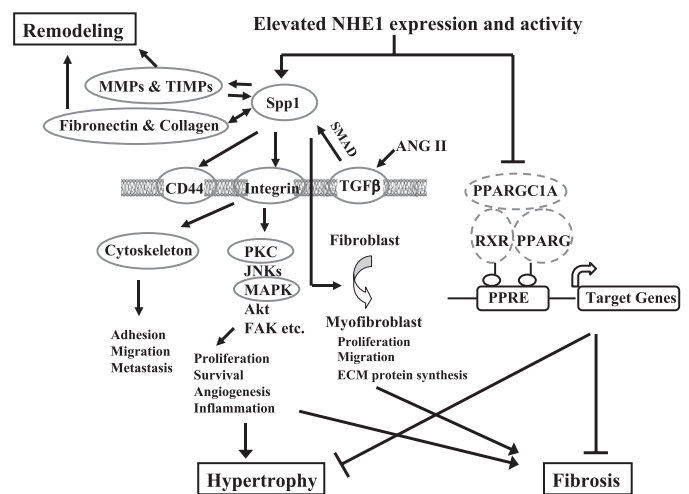 Remodeling
Elevated NHE1 expression and activity
MMPs & TIMPs
Spp1
Fibronectin & Collagen
SMAD
ANG II
CD44
Integrin
TGFβ
PPARGC1A
RXR
PPARG
Cytoskeleton
PKC
JNKs
MAPK
Akt
FAK etc.
Fibroblast
Myofibroblast
PPRE
Target Genes
Adhesion
Migration
Metastasis
Proliferation
Survival
Angiogenesis
Inflammation
Proliferation
Migration
ECM protein synthesis
Hypertrophy
Fibrosis